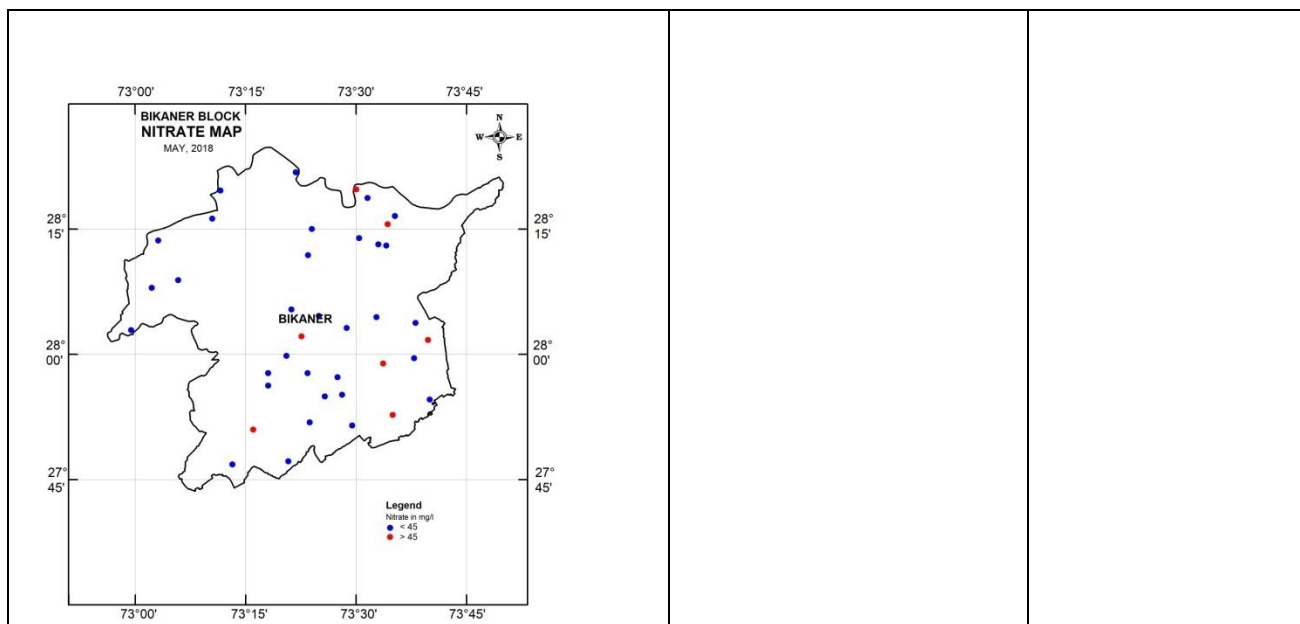 73°00' 73°15' 73°30' 73°45'
BIKANER BLOCK
NITRATE MAP
MAY, 2018
N
W E
S
28° 28°
15' 15'
BIKANER
28° 28°
00' 00'
27° 27°
45' 45'
Legend
Nitrate in mg/l
< 45
> 45
73°00' 73°15' 73°30' 73°45'